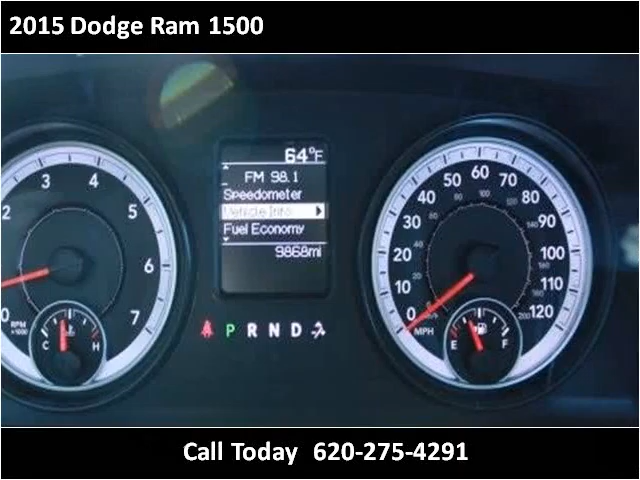 2015 Dodge Ram 1500
64°F
FM 98.1
Speedometer
Vehicle Info
Fuel Economy
9868mi
2 3 4 5 6 7
RPM
x1000
C H
P R N D
0 10 20 30 40 50 60 70 80 90 100 110 120
MPH
200
E F
Call Today 620-275-4291